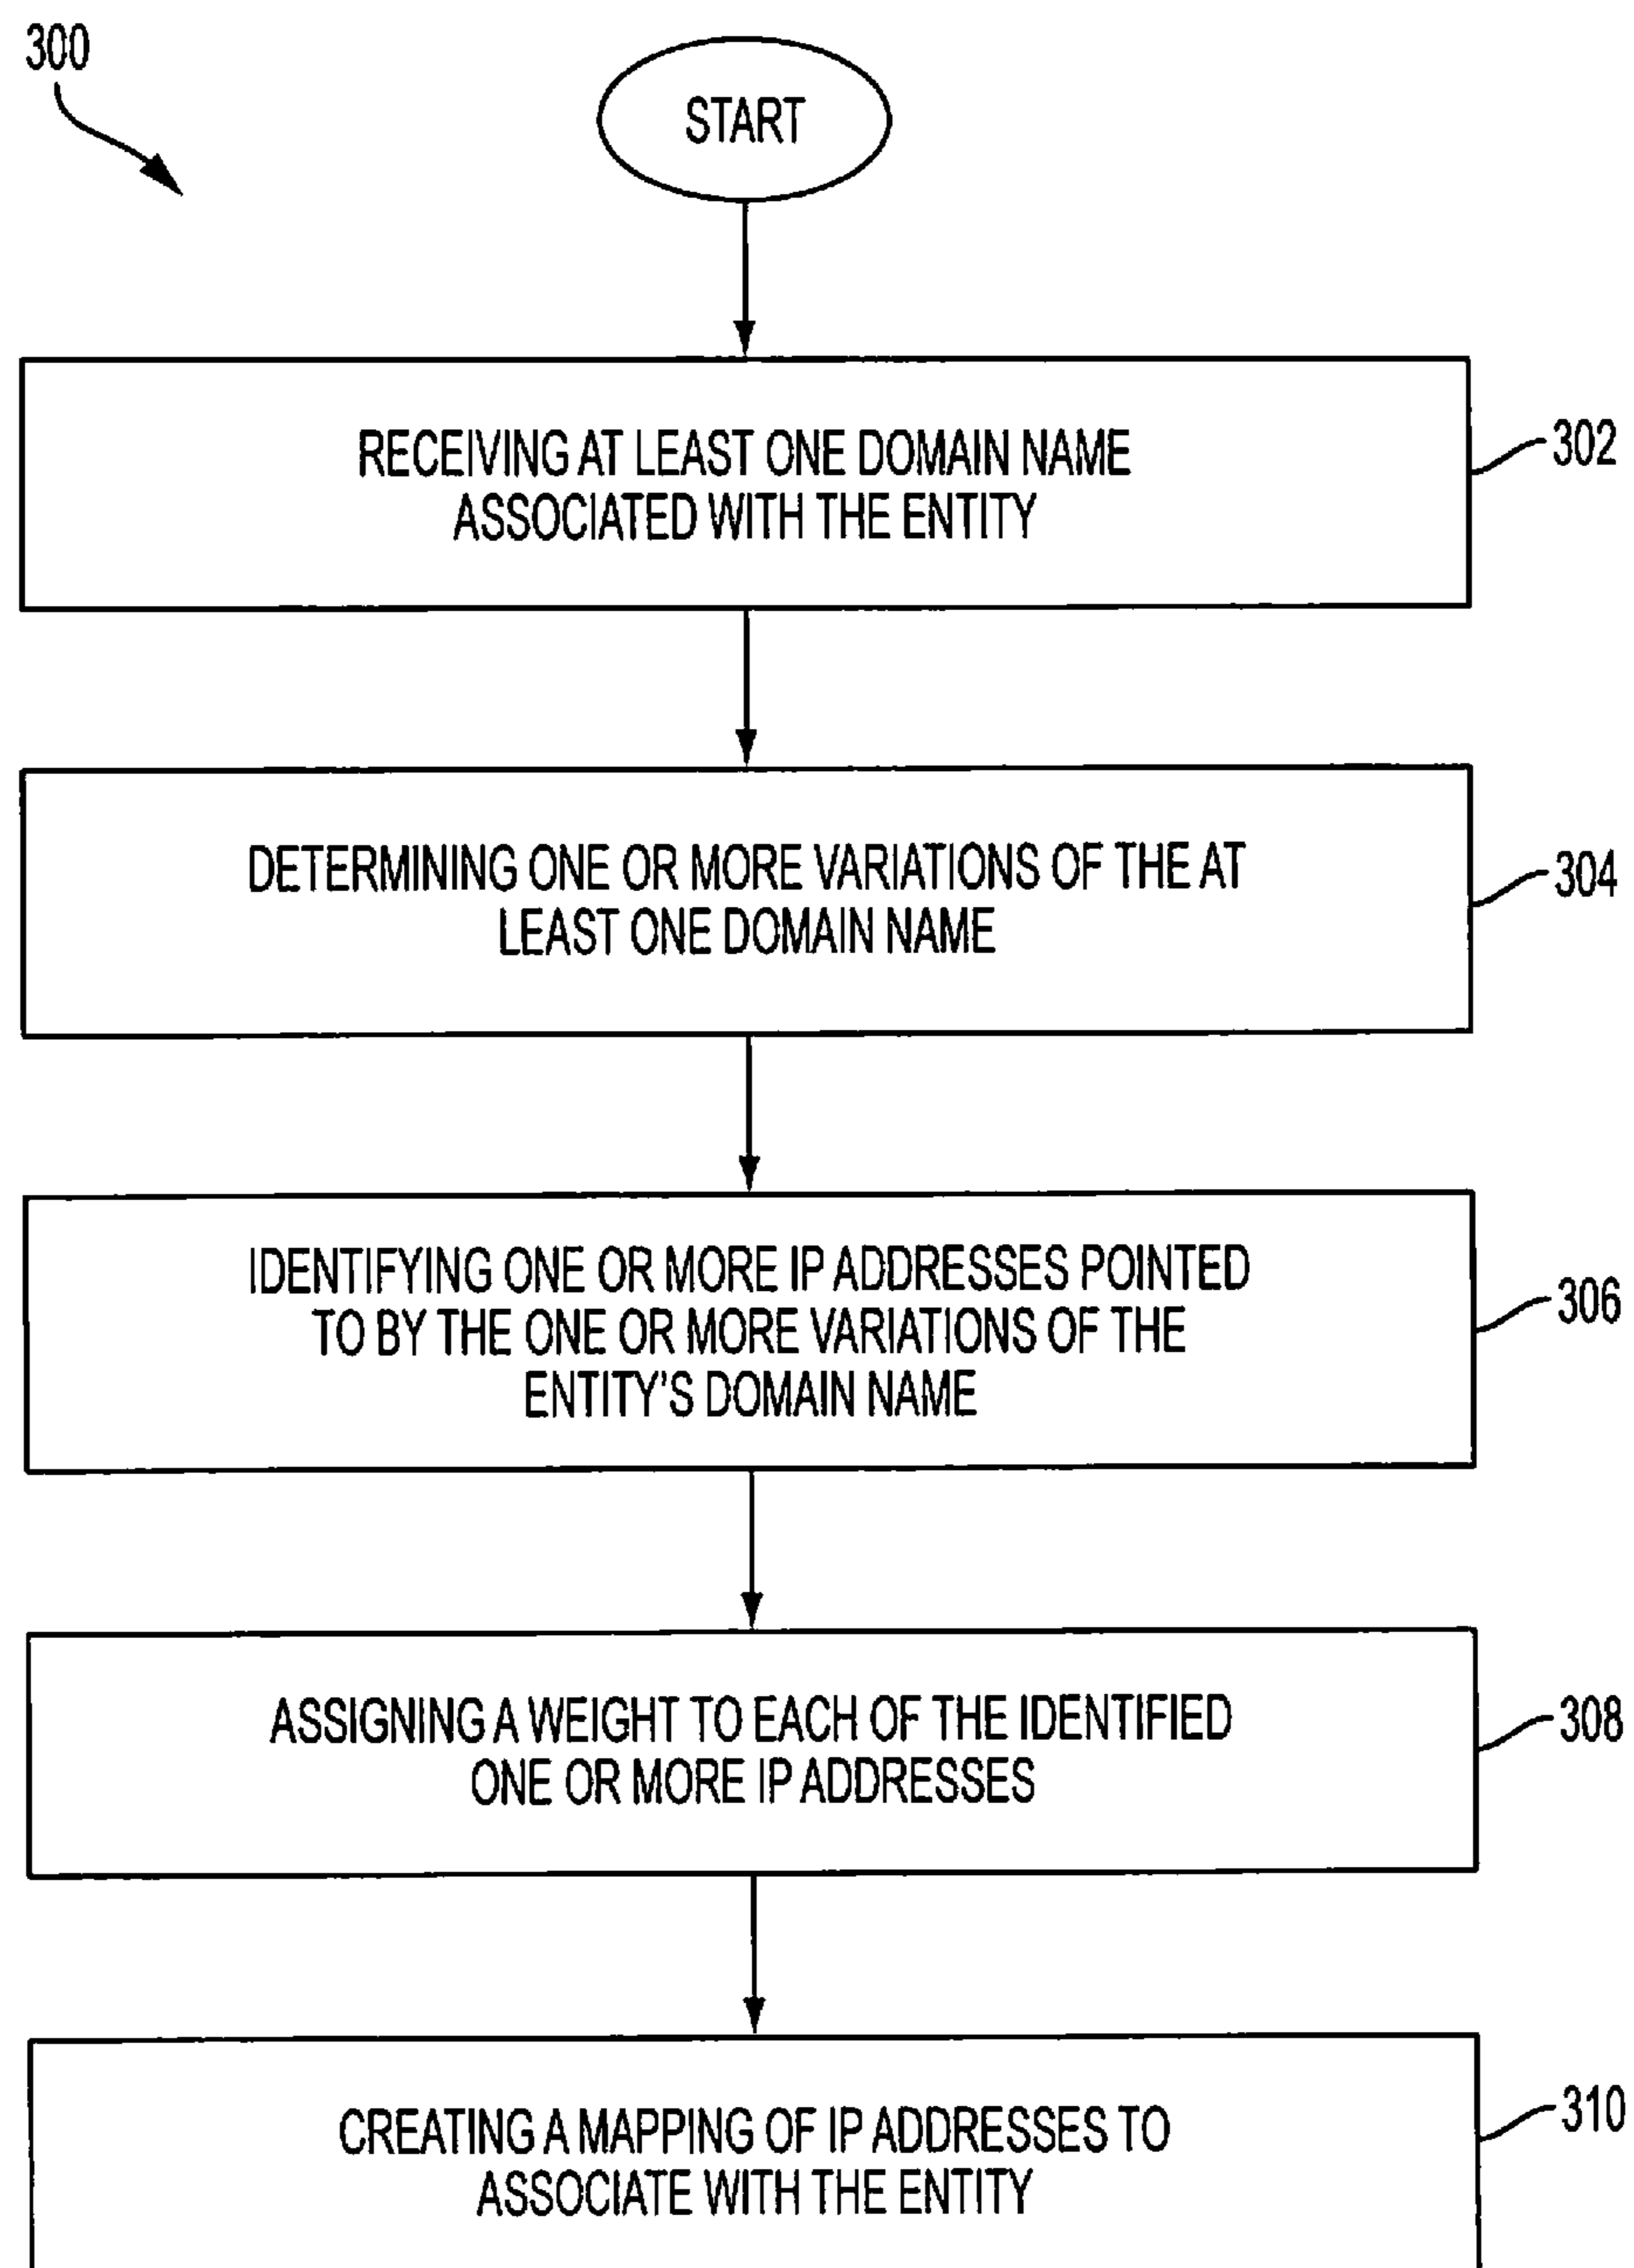 300
START
RECEIVING AT LEAST ONE DOMAIN NAME
ASSOCIATED WITH THE ENTITY
302
DETERMINING ONE OR MORE VARIATIONS OF THE AT
LEAST ONE DOMAIN NAME
304
IDENTIFYING ONE OR MORE IP ADDRESSES POINTED
TO BY THE ONE OR MORE VARIATIONS OF THE
ENTITY'S DOMAIN NAME
306
ASSIGNING A WEIGHT TO EACH OF THE IDENTIFIED
ONE OR MORE IP ADDRESSES
308
CREATING A MAPPING OF IP ADDRESSES TO
ASSOCIATE WITH THE ENTITY
310